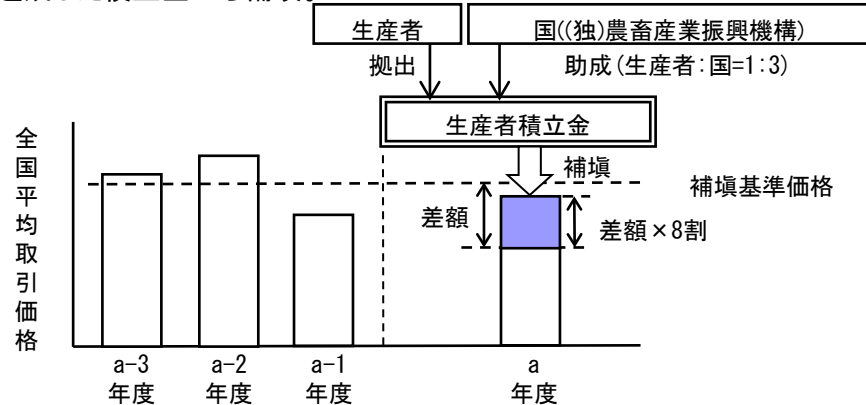 生産者
国((独)農畜産業振興機構)
拠出
助成(生産者:国=1:3)
生産者積立金
補塡
補塡基準価格
差額
差額×8割
全国平均取引価格
a-3
年度
a-2
年度
a-1
年度
a
年度